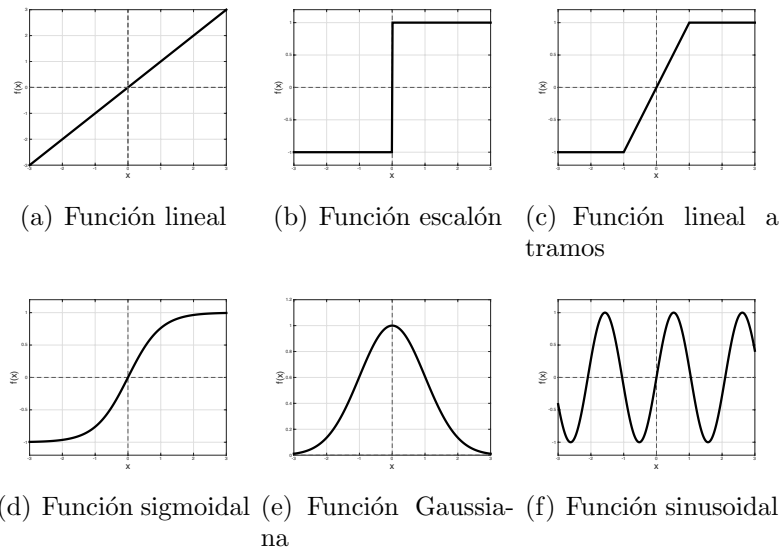 f(x)
x
f(x)
x
f(x)
x
(a) Función lineal
(b) Función escalón
(c) Función lineal a
tramos
f(x)
x
f(x)
x
f(x)
x
(d) Función sigmoidal
(e) Función Gaussia-
na
(f) Función sinusoidal